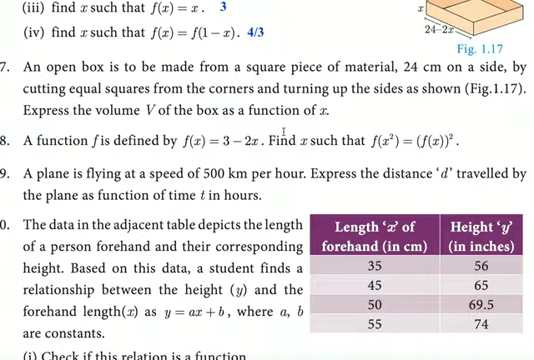 (iii) find x such that f(x) = x. 3
(iv) find x such that f(x) = f(1 − x). 4/3
x
24–2x
Fig. 1.17
7. An open box is to be made from a square piece of material, 24 cm on a side, by
cutting equal squares from the corners and turning up the sides as shown (Fig.1.17).
Express the volume V of the box as a function of x.
8. A function f is defined by f(x) = 3 − 2x. Find x such that f(x²) = (f(x))².
9. A plane is flying at a speed of 500 km per hour. Express the distance ‘d’ travelled by
the plane as function of time t in hours.
0. The data in the adjacent table depicts the length
of a person forehand and their corresponding
height. Based on this data, a student finds a
relationship between the height (y) and the
forehand length(x) as y = ax + b, where a, b
are constants.
Length ‘x’ of forehand (in cm) Height ‘y’ (in inches)
35 56
45 65
50 69.5
55 74
(i) Check if this relation is a function